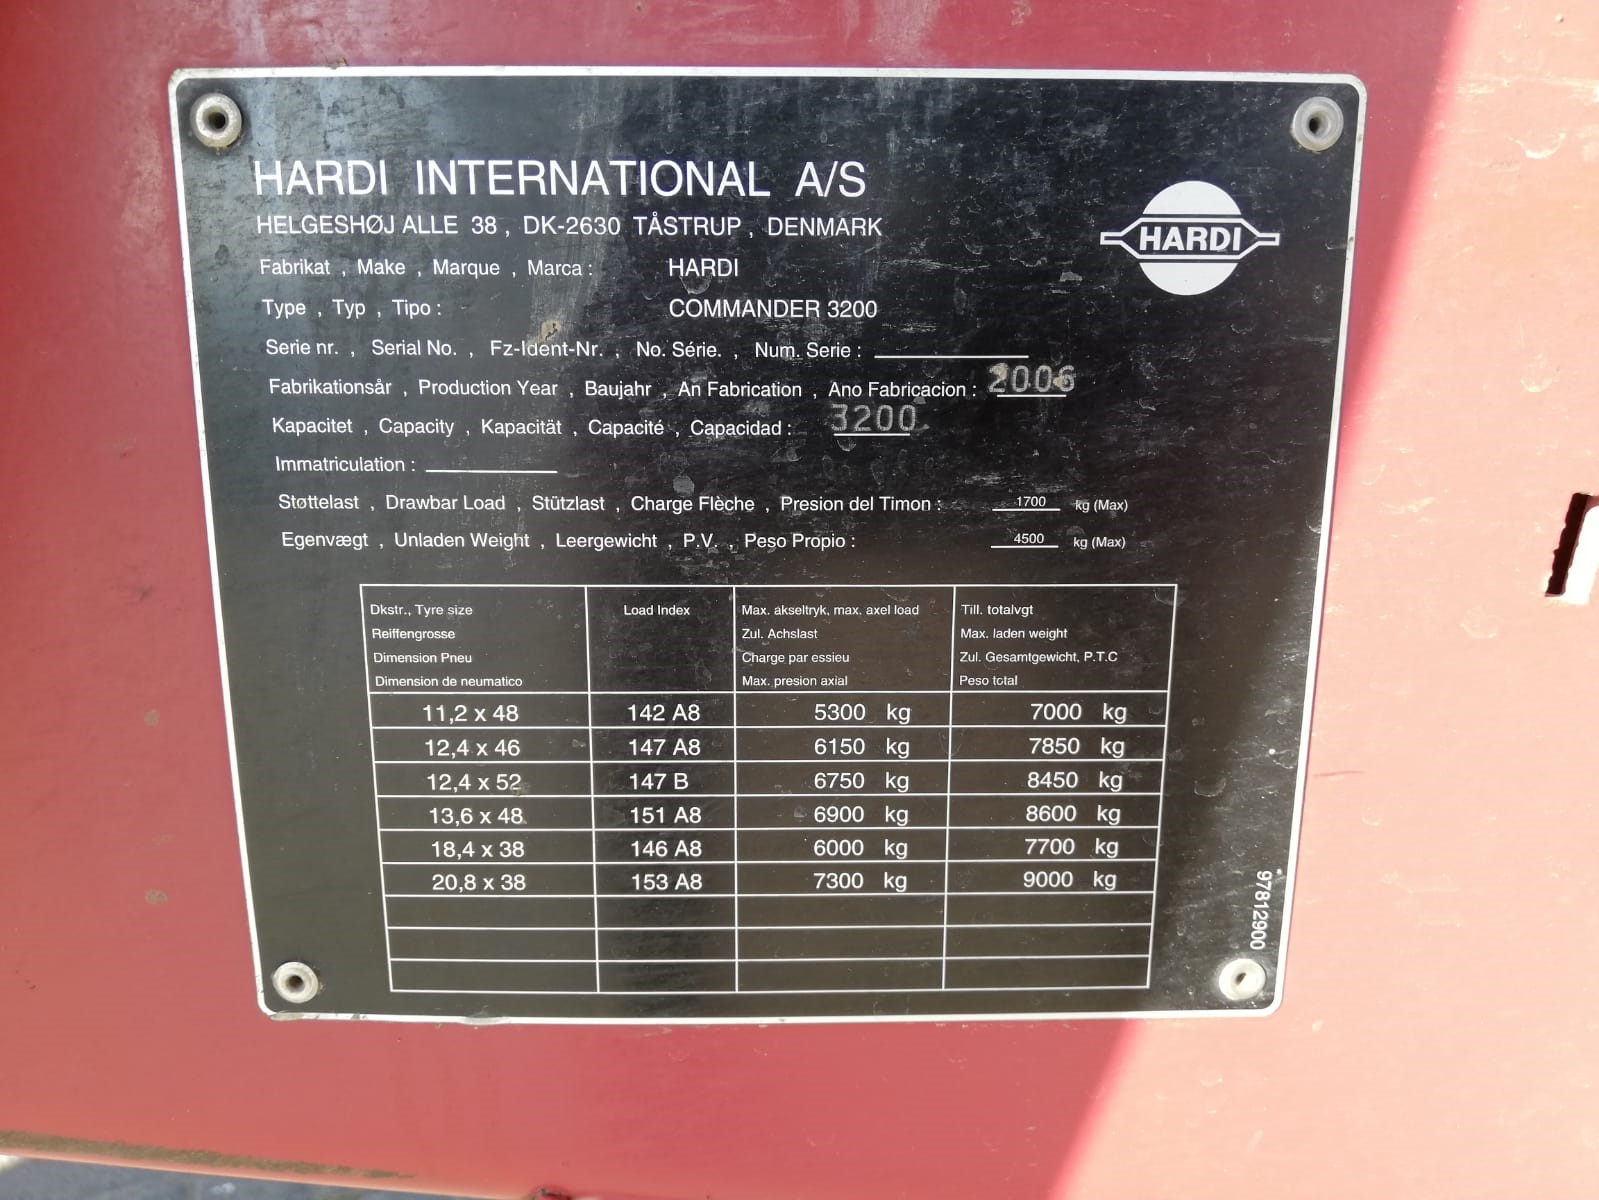 HARDI INTERNATIONAL A/S
HELGESHØJ ALLE 38 , DK-2630 TÅSTRUP , DENMARK
HARDI
Fabrikat , Make , Marque , Marca : HARDI
Type , Typ , Tipo : COMMANDER 3200
Serie nr. , Serial No. , Fz-Ident-Nr. , No. Série. , Num. Serie :
Fabrikationsår , Production Year , Baujahr , An Fabrication , Ano Fabricacion : 2006
Kapacitet , Capacity , Kapacität , Capacité , Capacidad : 3200
Immatriculation :
Støttelast , Drawbar Load , Stützlast , Charge Flèche , Presion del Timon : 1700 kg (Max)
Egenvægt , Unladen Weight , Leergewicht , P.V. , Peso Propio : 4500 kg (Max)
Dkstr., Tyre size Load Index Max. akseltryk, max. axel load Till. totalvgt
Reiffengrosse Zul. Achslast Max. laden weight
Dimension Pneu Charge par essieu Zul. Gesamtgewicht, P.T.C
Dimension de neumatico Max. presion axial Peso total
11,2 x 48 142 A8 5300 kg 7000 kg
12,4 x 46 147 A8 6150 kg 7850 kg
12,4 x 52 147 B 6750 kg 8450 kg
13,6 x 48 151 A8 6900 kg 8600 kg
18,4 x 38 146 A8 6000 kg 7700 kg
20,8 x 38 153 A8 7300 kg 9000 kg
97812900